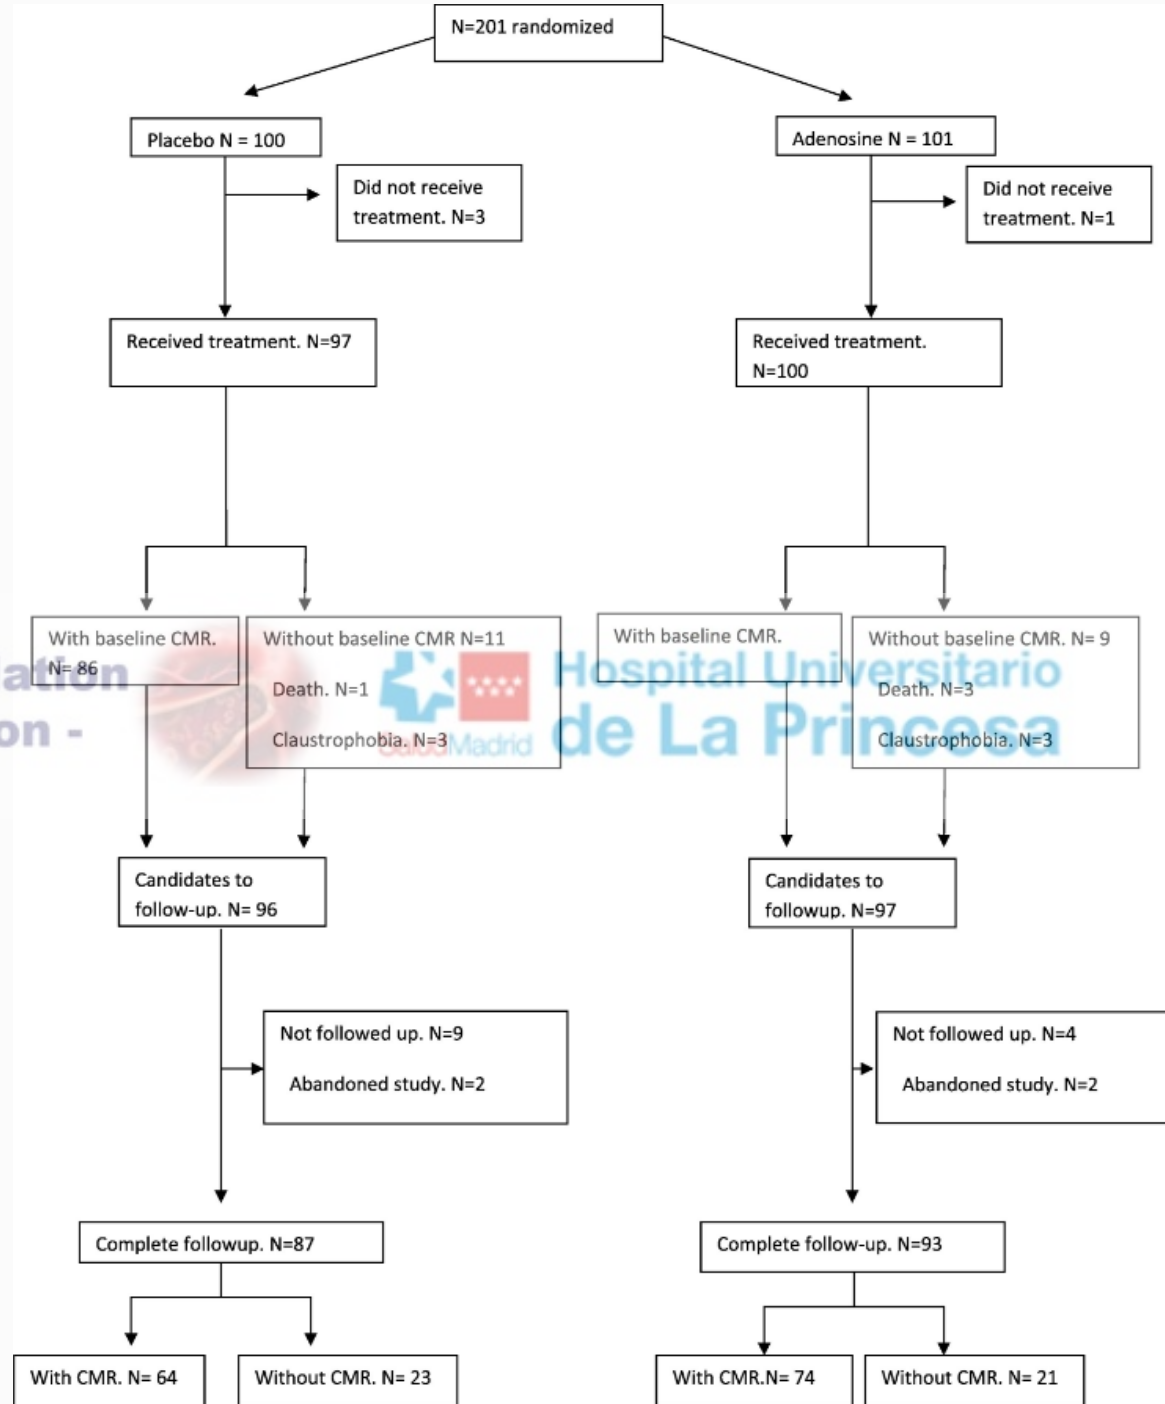 N=201 randomized
Placebo N = 100
Adenosine N = 101
Did not receive
treatment. N=3
Did not receive
treatment. N=1
Received treatment. N=97
Received treatment.
N=100
With baseline CMR.
N= 86
Without baseline CMR N=11
Death. N=1
Claustrophobia. N=3
With baseline CMR.
Without baseline CMR. N= 9
Death. N=3
Claustrophobia. N=3
ation
on -
SaludMadrid
Hospital Universitario
de La Princesa
Candidates to
follow-up. N= 96
Candidates to
followup. N=97
Not followed up. N=9
Abandoned study. N=2
Not followed up. N=4
Abandoned study. N=2
Complete followup. N=87
Complete follow-up. N=93
With CMR. N= 64
Without CMR. N= 23
With CMR.N= 74
Without CMR. N= 21